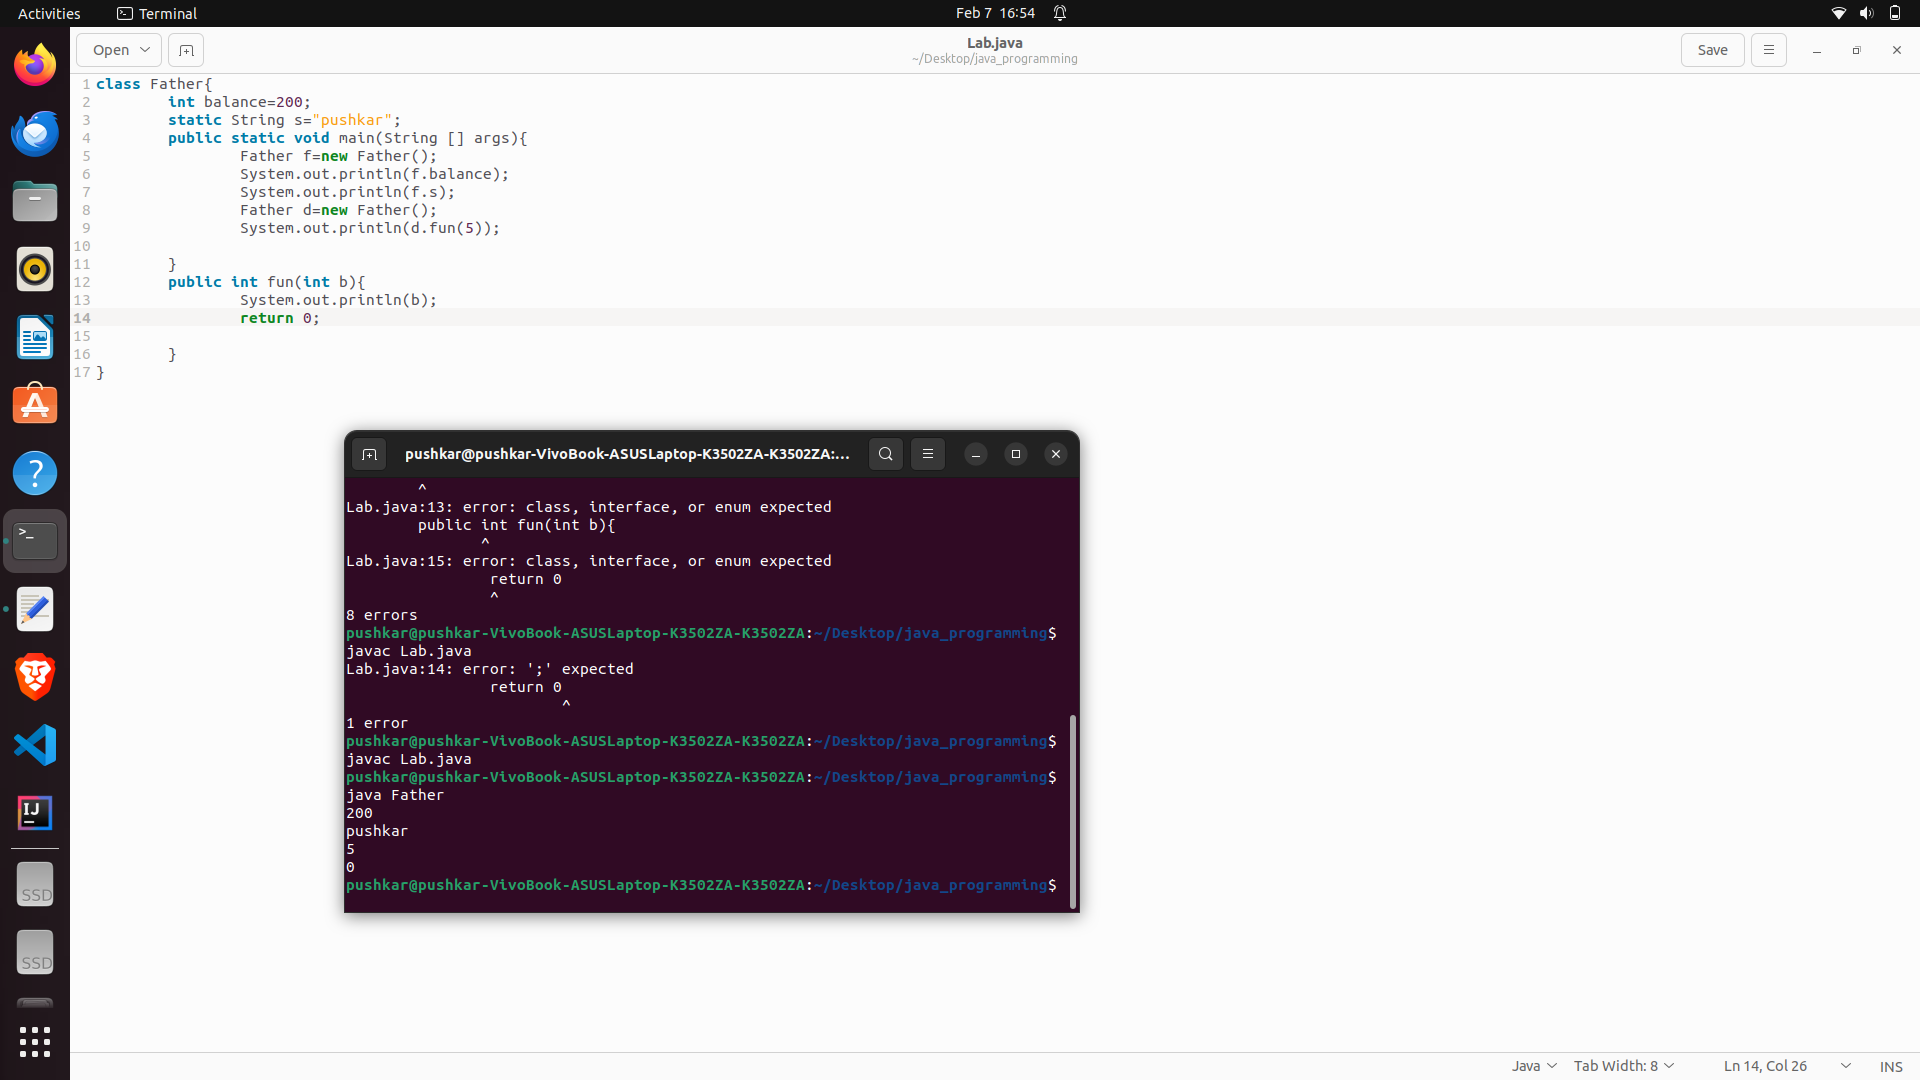 Activities Terminal Feb 7 16:54
Open Lab.java Save
~/Desktop/java_programming
1 class Father{
2         int balance=200;
3         static String s="pushkar";
4         public static void main(String [] args){
5                 Father f=new Father();
6                 System.out.println(f.balance);
7                 System.out.println(f.s);
8                 Father d=new Father();
9                 System.out.println(d.fun(5));
10
11         }
12         public int fun(int b){
13                 System.out.println(b);
14                 return 0;
15
16         }
17 }
pushkar@pushkar-VivoBook-ASUSLaptop-K3502ZA-K3502ZA:...
        ^
Lab.java:13: error: class, interface, or enum expected
        public int fun(int b){
               ^
Lab.java:15: error: class, interface, or enum expected
                return 0
                ^
8 errors
pushkar@pushkar-VivoBook-ASUSLaptop-K3502ZA-K3502ZA:~/Desktop/java_programming$
javac Lab.java
Lab.java:14: error: ';' expected
                return 0
                        ^
1 error
pushkar@pushkar-VivoBook-ASUSLaptop-K3502ZA-K3502ZA:~/Desktop/java_programming$
javac Lab.java
pushkar@pushkar-VivoBook-ASUSLaptop-K3502ZA-K3502ZA:~/Desktop/java_programming$
java Father
200
pushkar
5
0
pushkar@pushkar-VivoBook-ASUSLaptop-K3502ZA-K3502ZA:~/Desktop/java_programming$
>_
IJ
SSD
SSD
Java Tab Width: 8 Ln 14, Col 26 INS